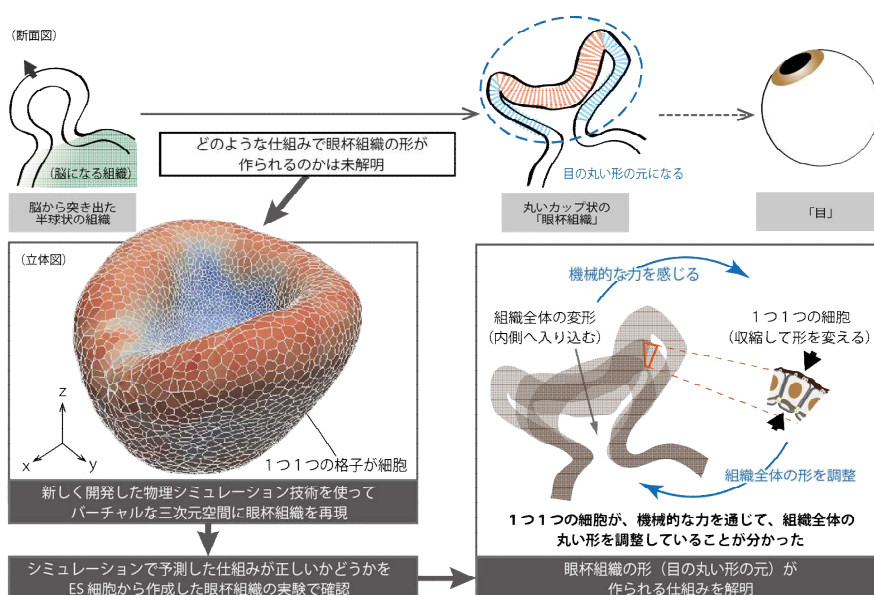 （断面図）
（脳になる組織）
脳から突き出た
半球状の組織
どのような仕組みで眼杯組織の形が
作られるのかは未解明
目の丸い形の元になる
丸いカップ状の
「眼杯組織」
「目」
（立体図）
z
x
y
１つ１つの格子が細胞
新しく開発した物理シミュレーション技術を使って
バーチャルな三次元空間に眼杯組織を再現
シミュレーションで予測した仕組みが正しいかどうかを
ES 細胞から作成した眼杯組織の実験で確認
機械的な力を感じる
組織全体の変形
（内側へ入り込む）
１つ１つの細胞
（収縮して形を変える）
組織全体の形を調整
１つ１つの細胞が、機械的な力を通じて、組織全体の
丸い形を調整していることが分かった
眼杯組織の形（目の丸い形の元）が
作られる仕組みを解明